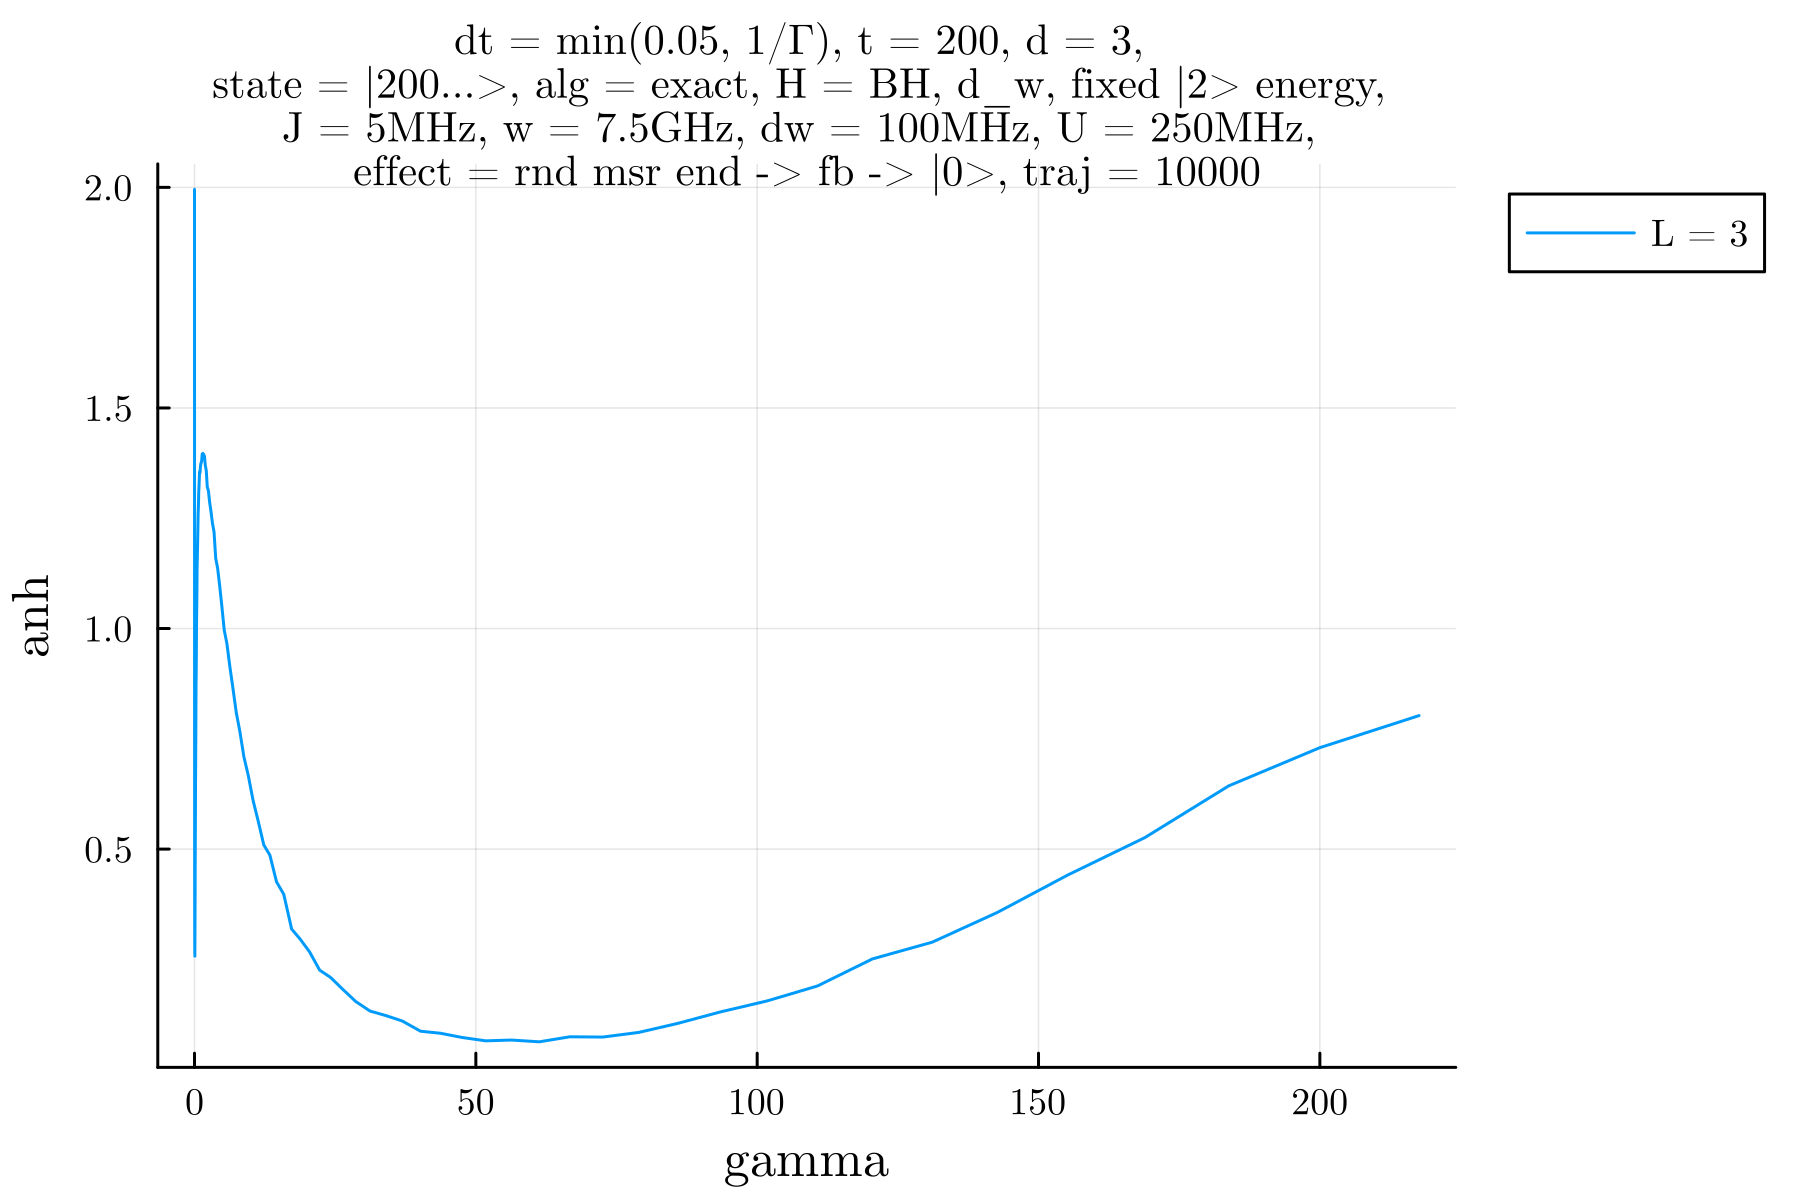 dt = min(0.05, 1/Γ), t = 200, d = 3,
state = |200...>, alg = exact, H = BH, d_w, fixed |2> energy,
J = 5MHz, w = 7.5GHz, dw = 100MHz, U = 250MHz,
effect = rnd msr end -> fb -> |0>, traj = 10000
2.0
1.5
1.0
0.5
anh
0
50
100
150
200
gamma
L = 3